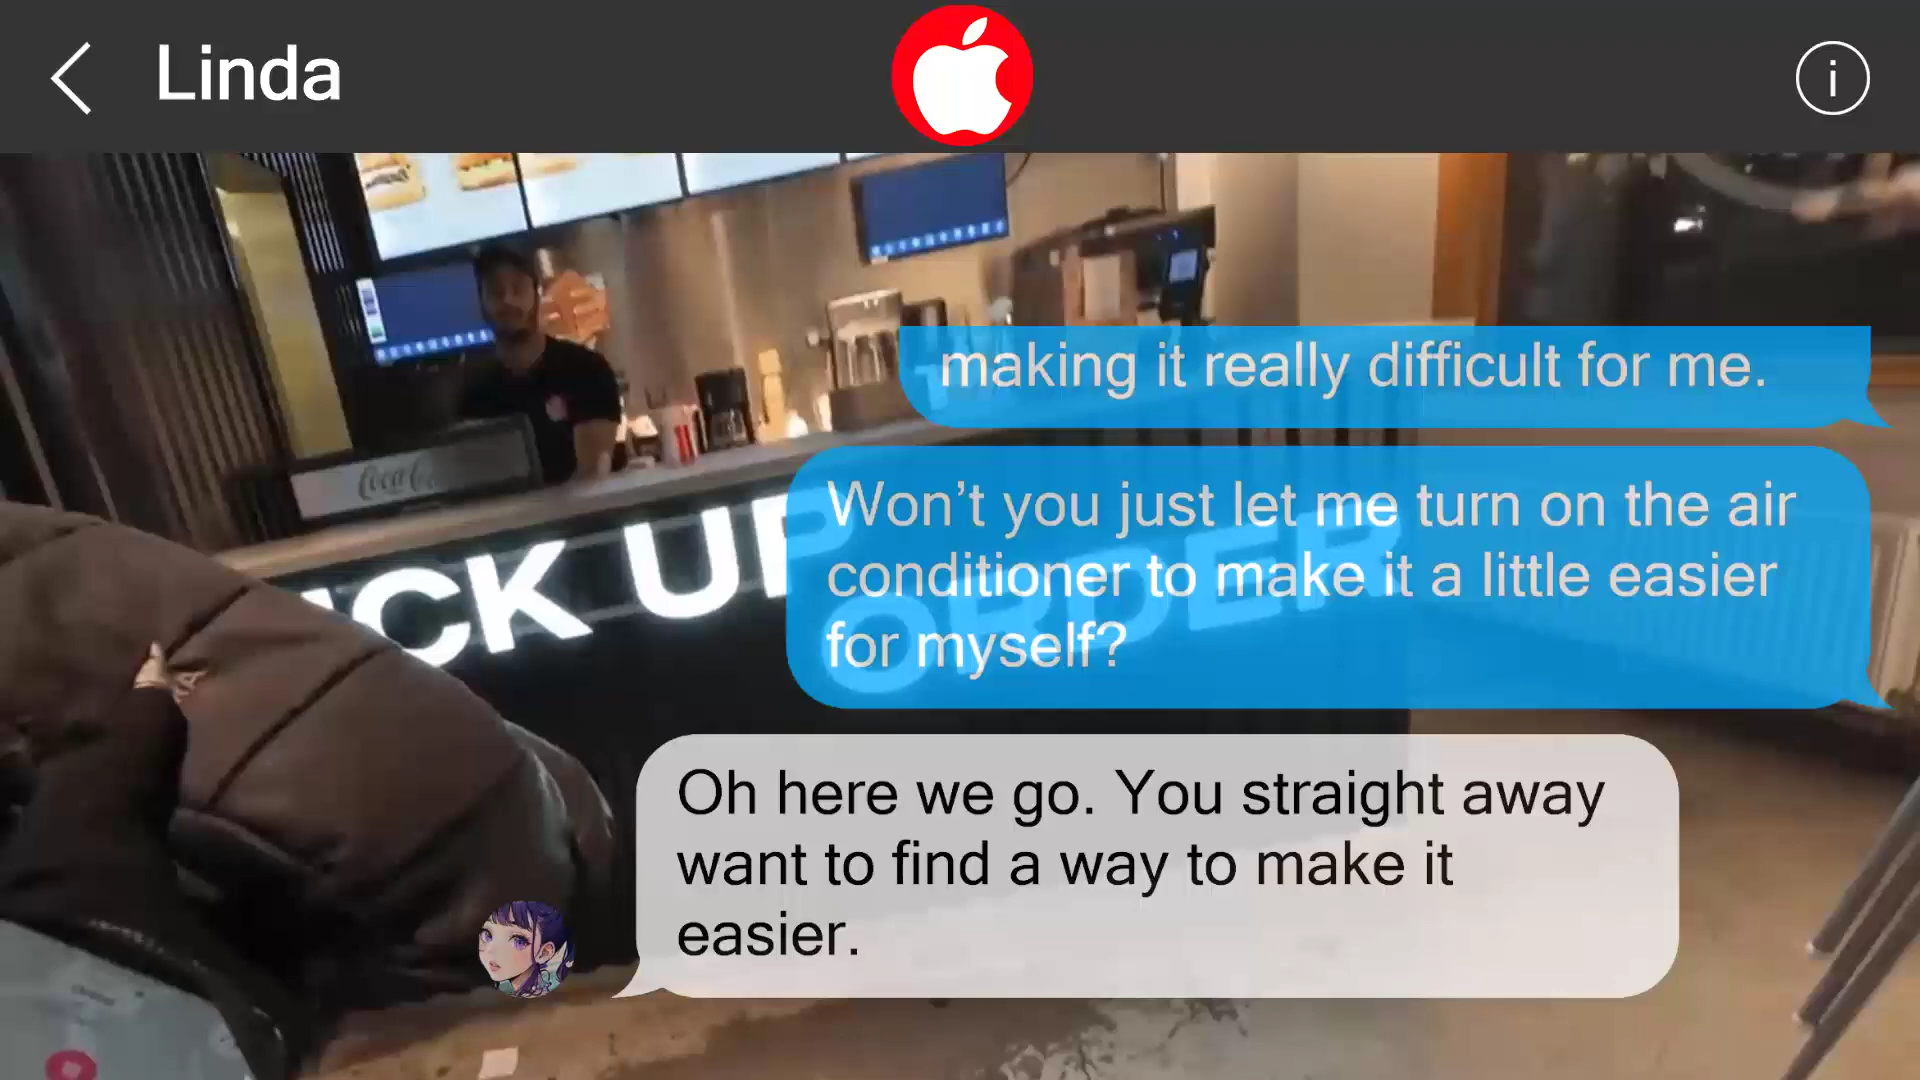 Linda
making it really difficult for me.
Won't you just let me turn on the air
conditioner to make it a little easier
for myself?
Oh here we go. You straight away
want to find a way to make it
easier.
UP
ORDER